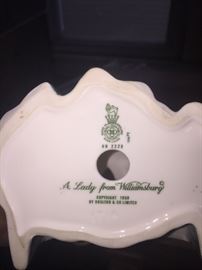 HN 2228
A Lady from Williamsburg ©
COPYRIGHT 1959
BY DOULTON & CO LIMITED